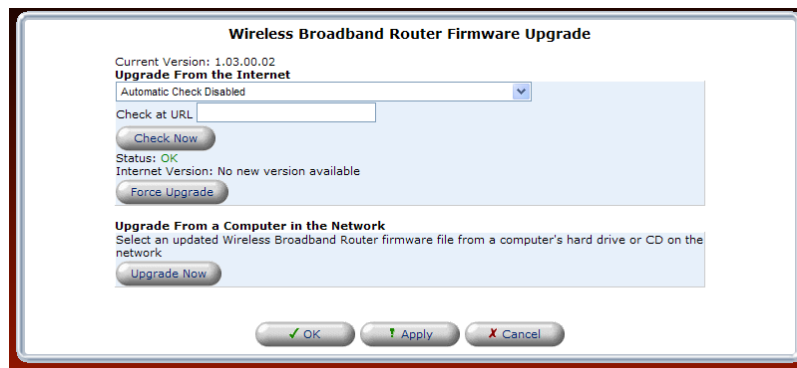 Wireless Broadband Router Firmware Upgrade
Current Version: 1.03.00.02
Upgrade From the Internet
Automatic Check Disabled
Check at URL
Check Now
Status: OK
Internet Version: No new version available
Force Upgrade
Upgrade From a Computer in the Network
Select an updated Wireless Broadband Router firmware file from a computer's hard drive or CD on the
network
Upgrade Now
OK Apply Cancel